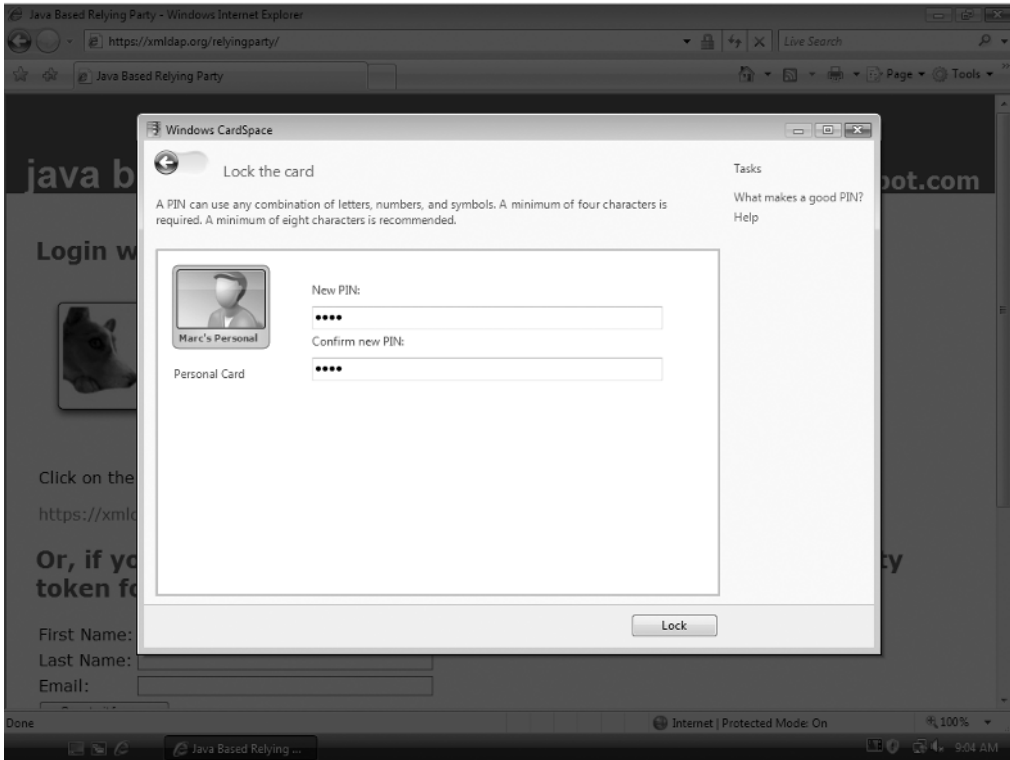 Java Based Relying Party - Windows Internet Explorer
https://xmldap.org/relyingparty/
Live Search
Java Based Relying Party
Page
Tools
java b
pot.com
Windows CardSpace
Lock the card
A PIN can use any combination of letters, numbers, and symbols. A minimum of four characters is
required. A minimum of eight characters is recommended.
Tasks
What makes a good PIN?
Help
Login w
Marc's Personal
Personal Card
New PIN:
••••
Confirm new PIN:
••••
Click on the
https://xmld
Or, if yo
ty
token fo
Lock
First Name:
Last Name:
Email:
Done
Internet | Protected Mode: On
100%
Java Based Relying ...
9:04 AM